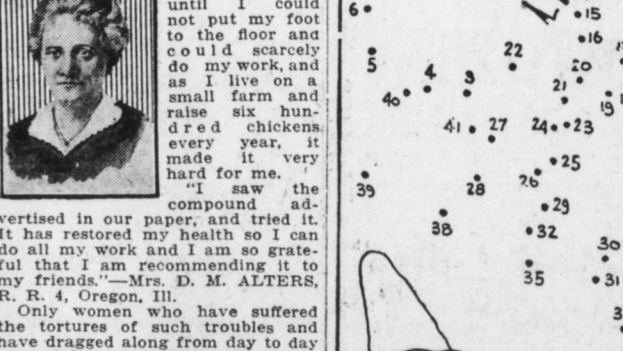 until I could
not put my foot
to the floor and
could scarcely
do my work, and
as I live on a
small farm and
raise six hun-
dred chickens
every year, it
made it very
hard for me.
"I saw the
compound ad-
vertised in our paper, and tried it.
It has restored my health so I can
do all my work and I am so grate-
ful that I am recommending it to
my friends."—Mrs. D. M. ALTERS,
R. R. 4, Oregon, Ill.
Only women who have suffered
the tortures of such troubles and
have dragged along from day to day
6
15
16
5
22
4
3
20
21
40
19
41
27
24
23
25
26
39
28
29
38
32
30
35
31